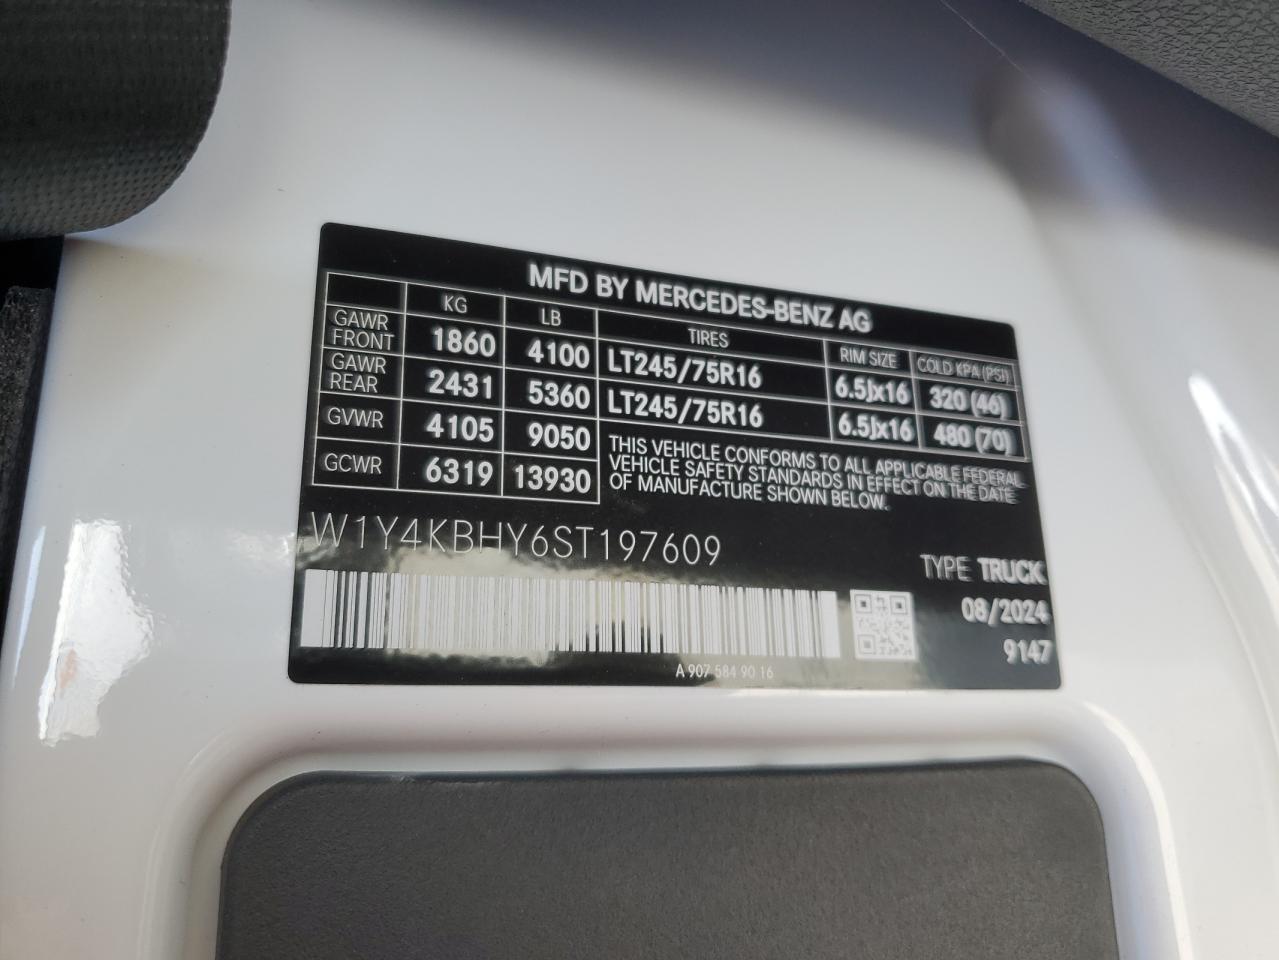 MFD BY MERCEDES-BENZ AG
KG LB TIRES RIM SIZE COLD KPA (PSI)
GAWR FRONT 1860 4100 LT245/75R16 6.5Jx16 320 (46)
GAWR REAR 2431 5360 LT245/75R16 6.5Jx16 480 (70)
GVWR 4105 9050
GCWR 6319 13930
THIS VEHICLE CONFORMS TO ALL APPLICABLE FEDERAL
VEHICLE SAFETY STANDARDS IN EFFECT ON THE DATE
OF MANUFACTURE SHOWN BELOW.
W1Y4KBHY6ST197609
TYPE TRUCK
08/2024
9147
A 907 584 90 16